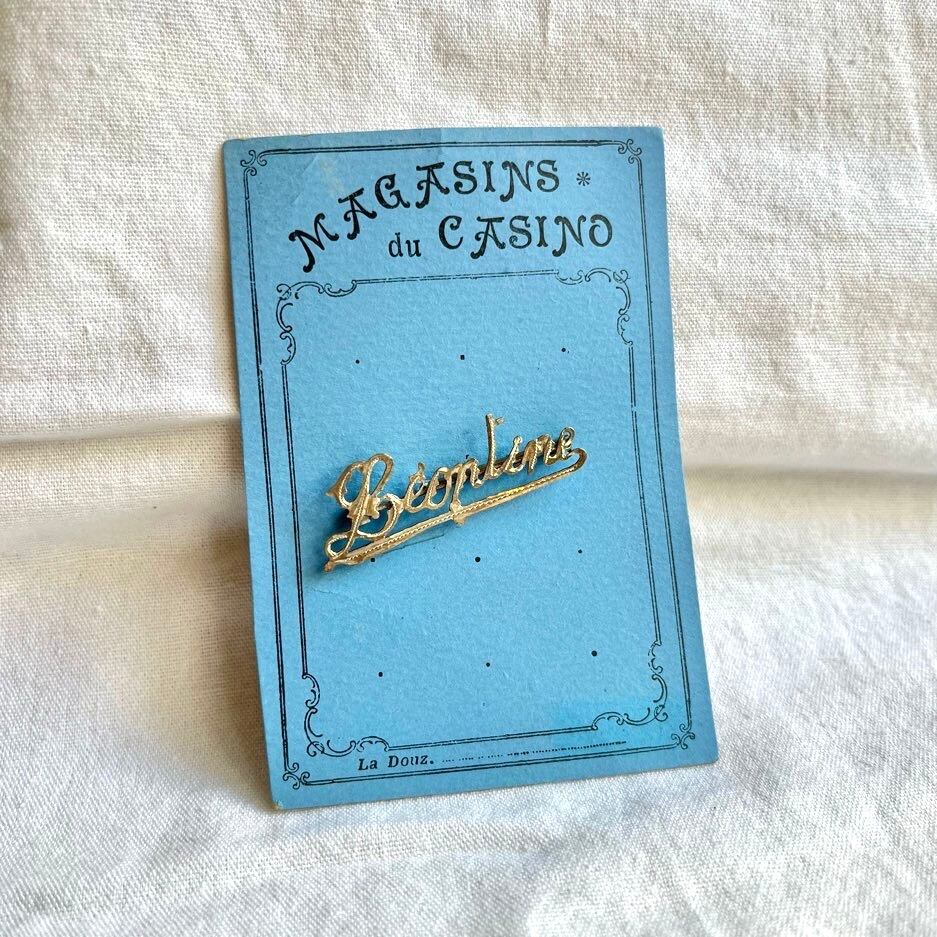 MAGASINS *
du CASINO
Léontine
La Douz.